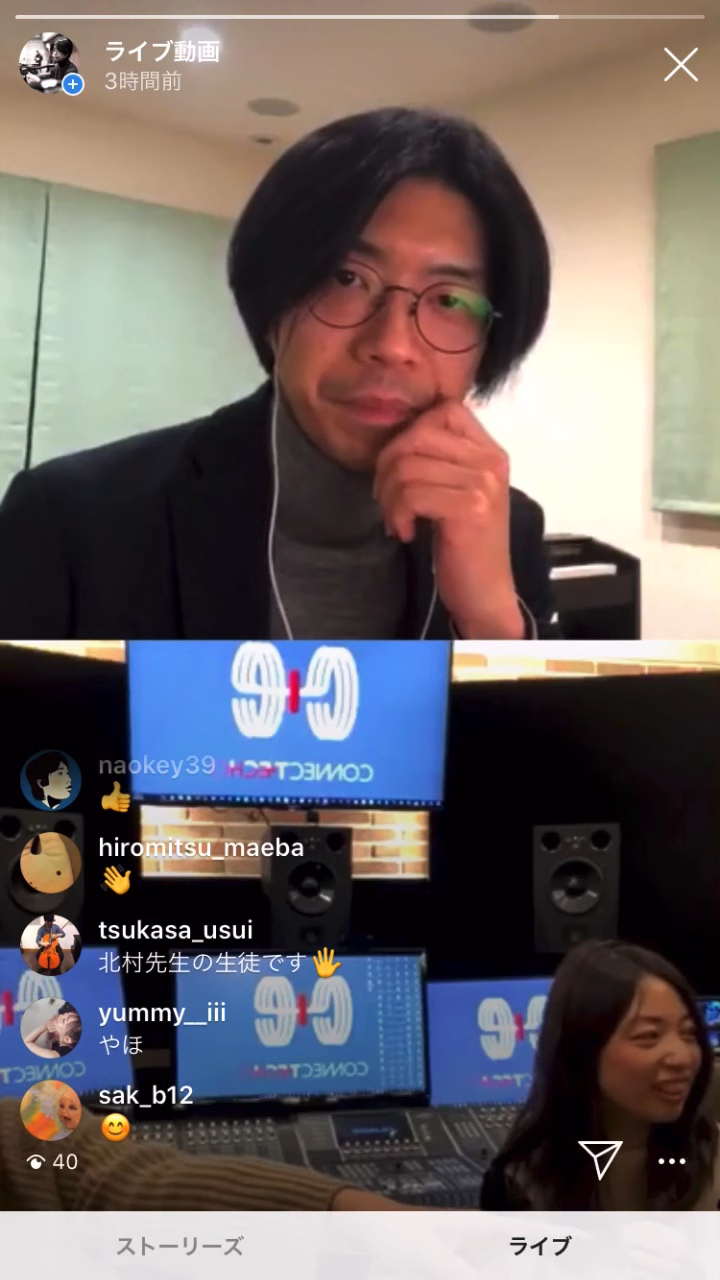 ライブ動画
3時間前
CONNECTECH
naokey39
👍
hiromitsu_maeba
👋
tsukasa_usui
北村先生の生徒です🖐
yummy__iii
やほ
CONNECTECH
sak_b12
😊
40
ストーリーズ
ライブ